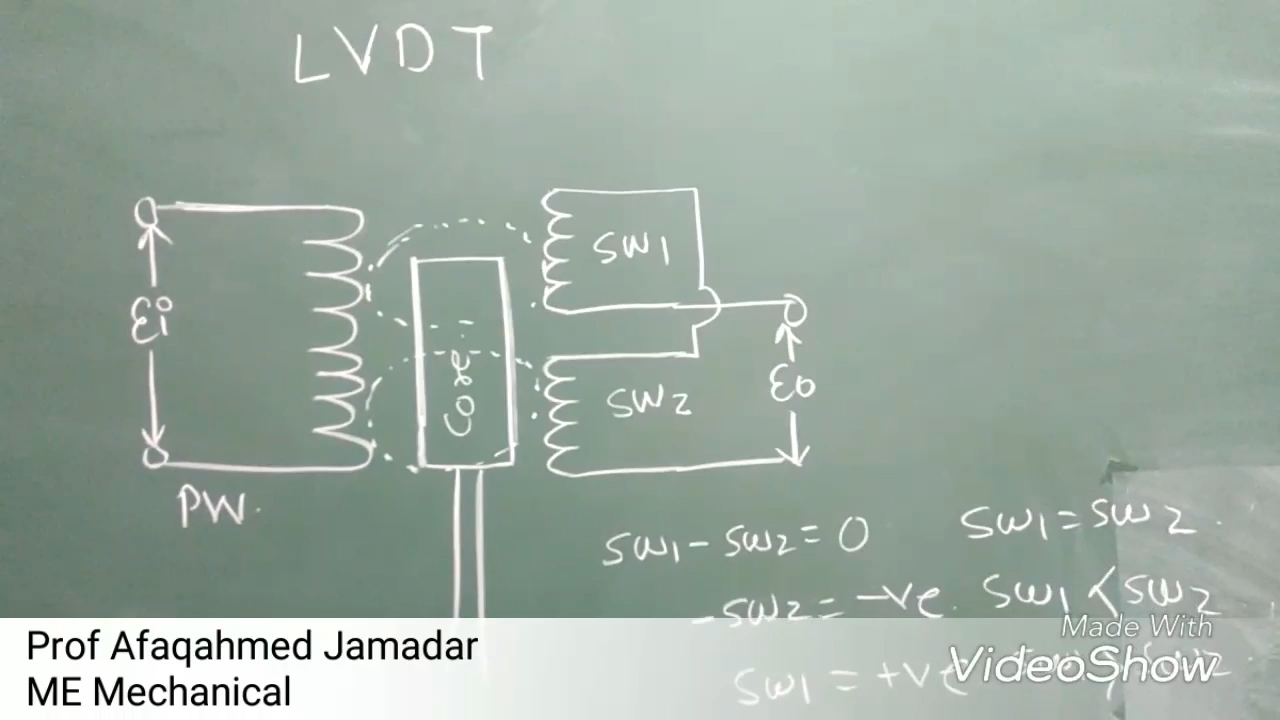 LVDT
SW1
Ei
core
SW2
Eo
PW.
SW1 - SW2 = 0 SW1 = SW2
- SW2 = -ve. SW1 < SW2
SW1 = +ve
Made With
VideoShow
Prof Afaqahmed Jamadar
ME Mechanical